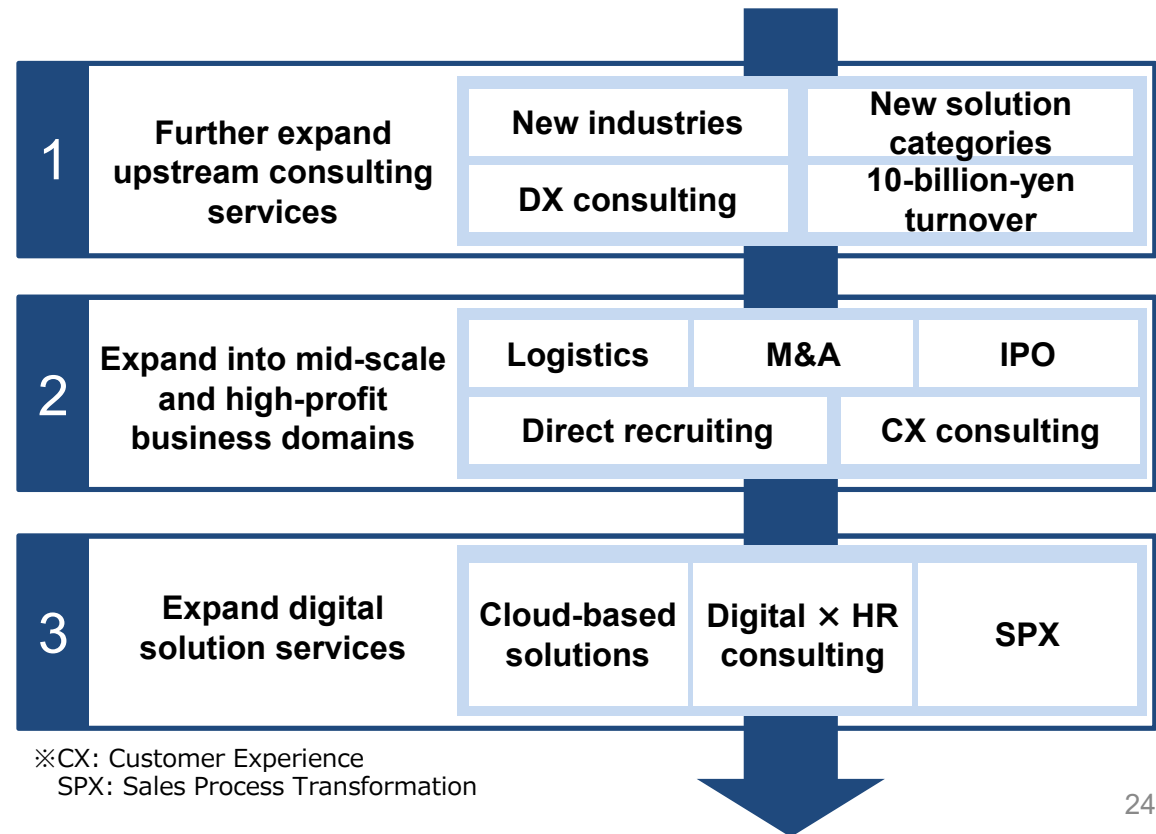 1
Further expand
upstream consulting
services
New industries
New solution
categories
DX consulting
10-billion-yen
turnover
2
Expand into mid-scale
and high-profit
business domains
Logistics
M&A
IPO
Direct recruiting
CX consulting
3
Expand digital
solution services
Cloud-based
solutions
Digital × HR
consulting
SPX
※CX: Customer Experience
SPX: Sales Process Transformation
24